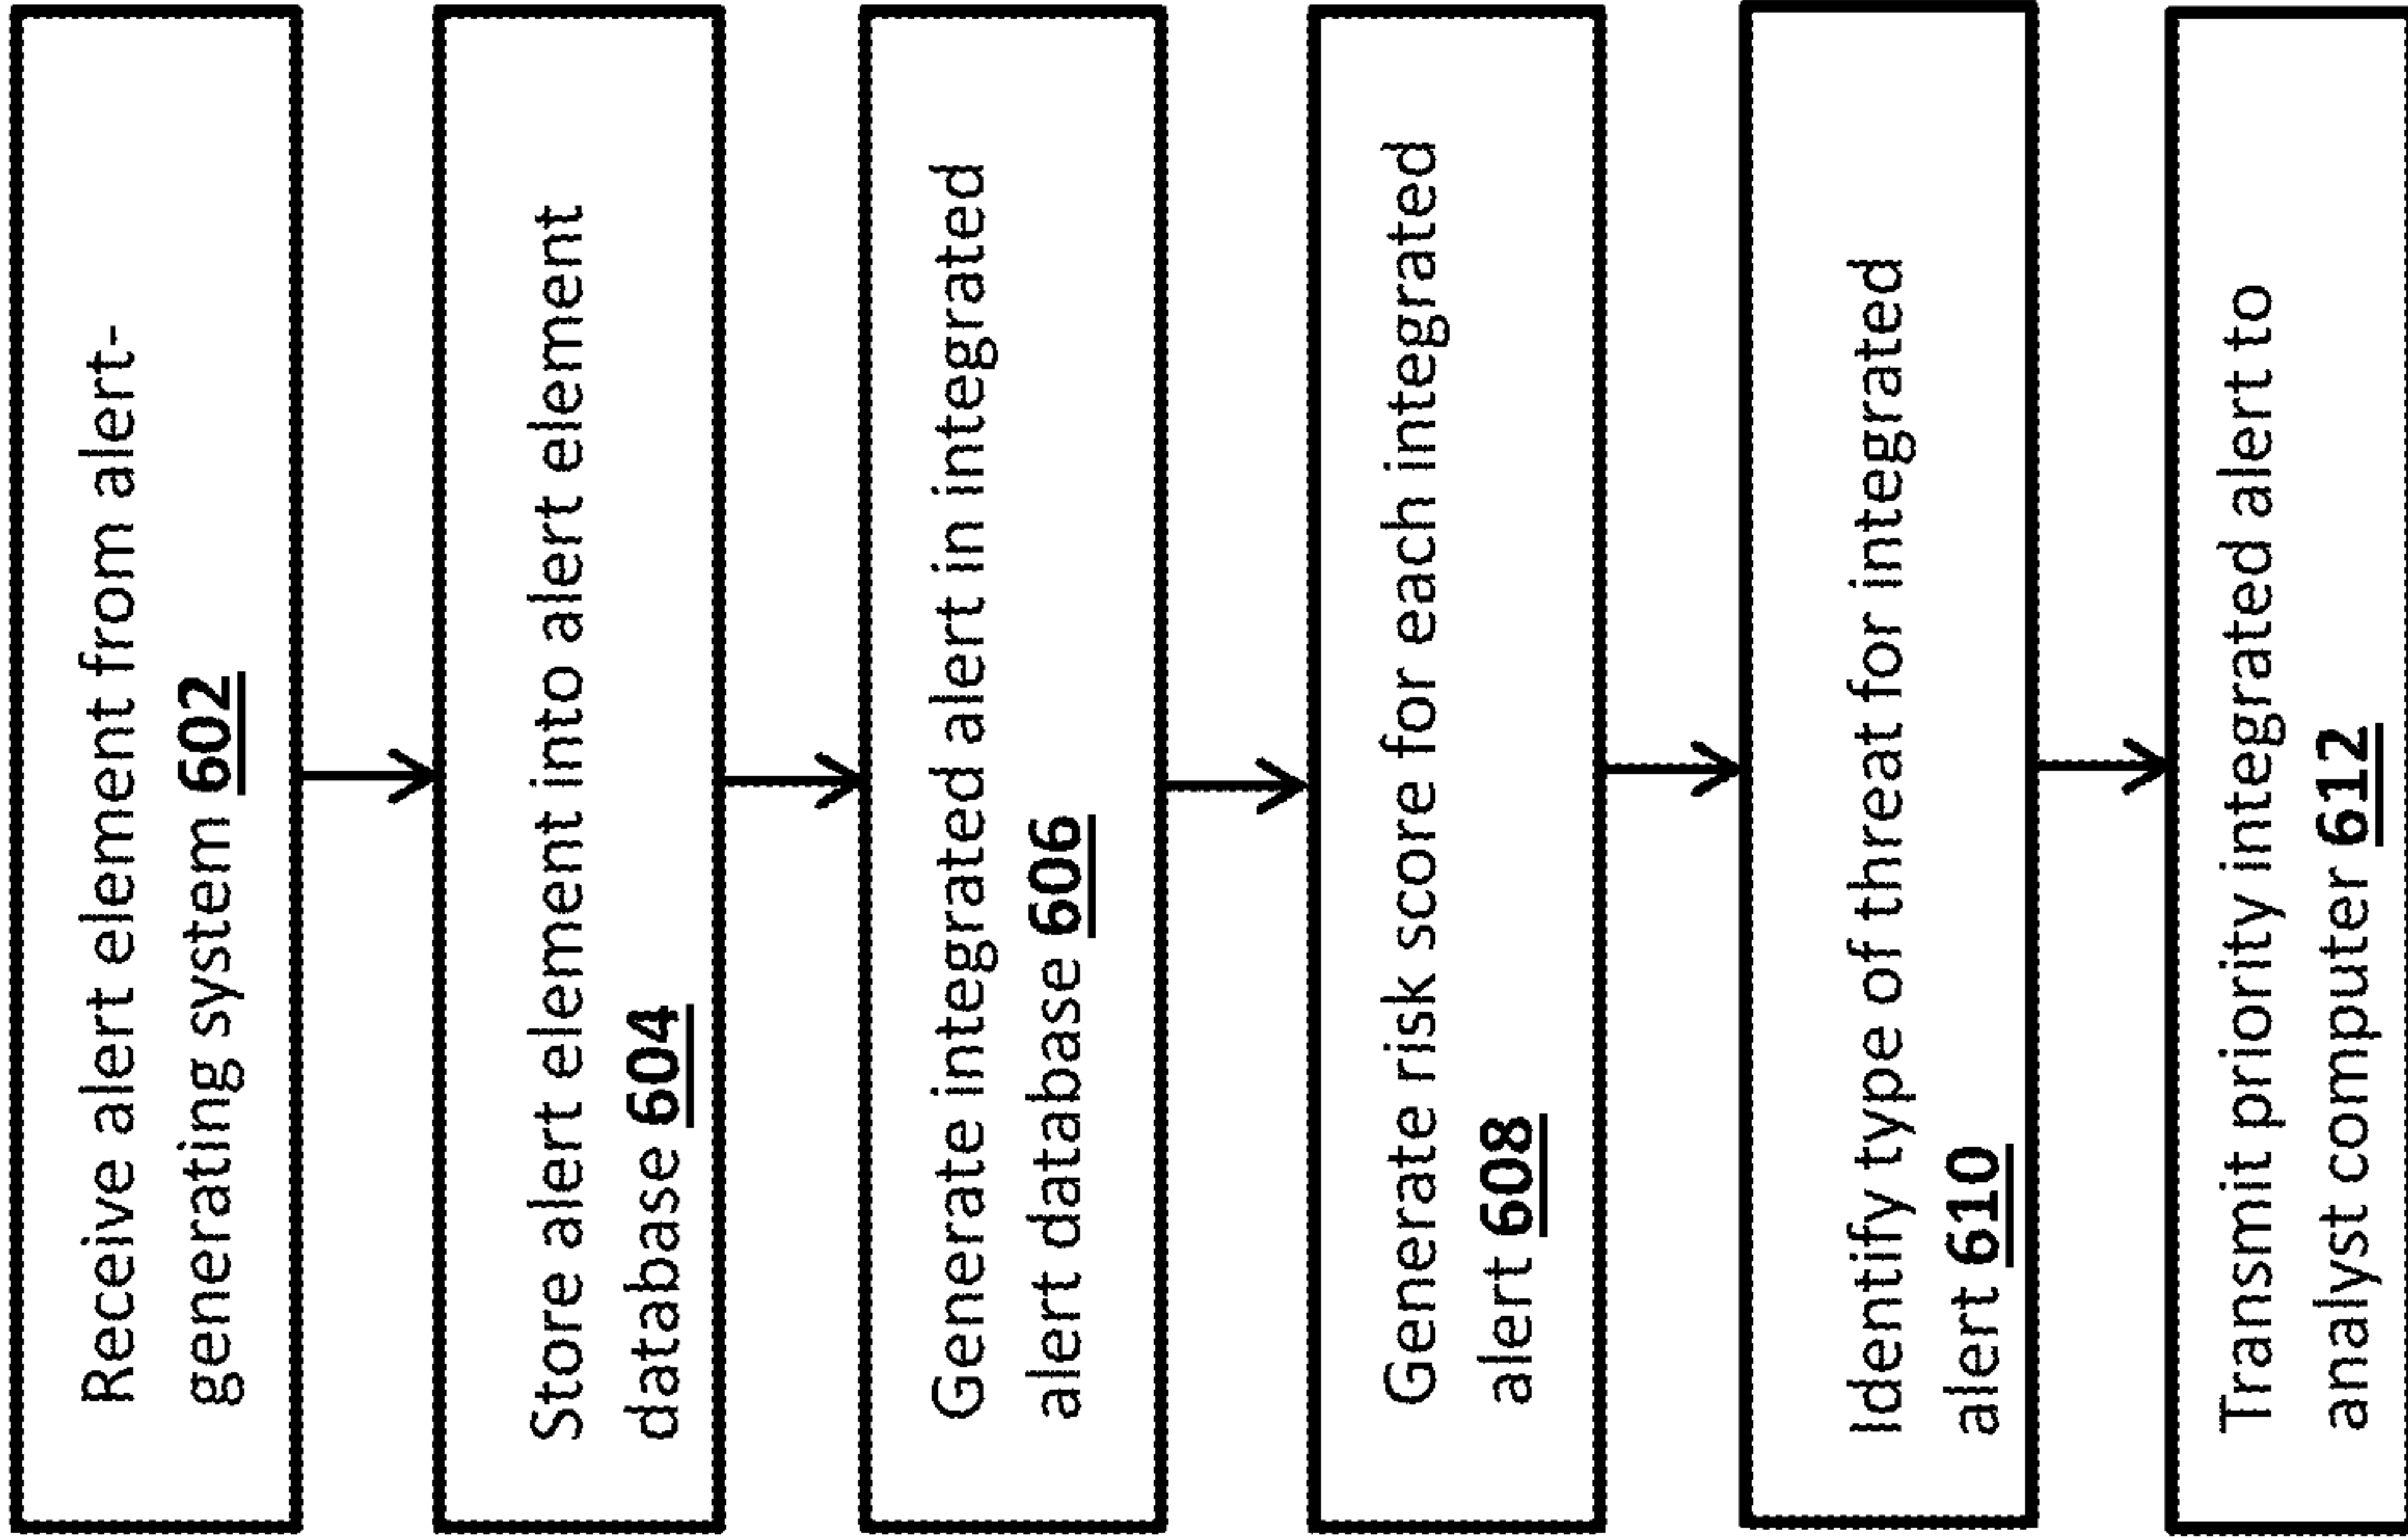 Receive alert element from alert-
generating system 602
Store alert element into alert element
database 604
Generate integrated alert in integrated
alert database 606
Generate risk score for each integrated
alert 608
Identify type of threat for integrated
alert 610
Transmit priority integrated alert to
analyst computer 612